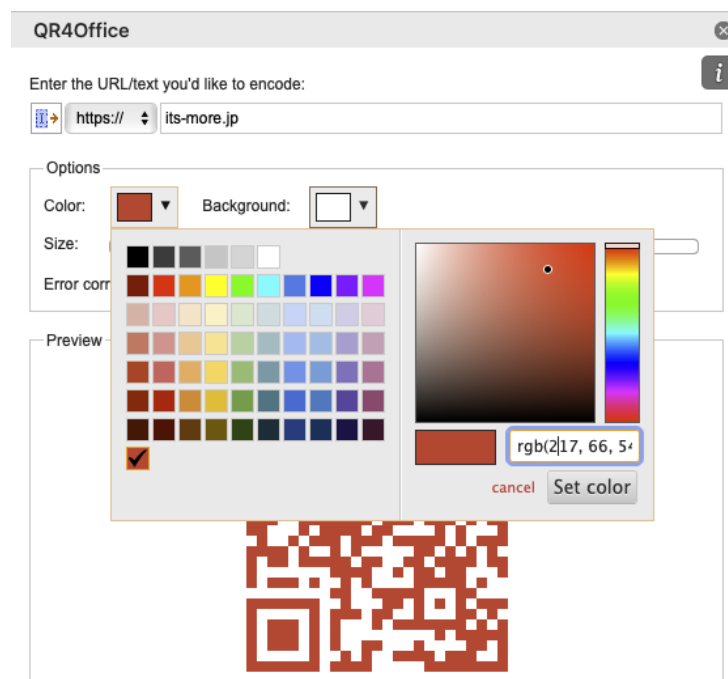 QR4Office
i
Enter the URL/text you'd like to encode:
https:// its-more.jp
Options
Color: Background:
Size:
Error corr
Preview
rgb(217, 66, 54
cancel Set color